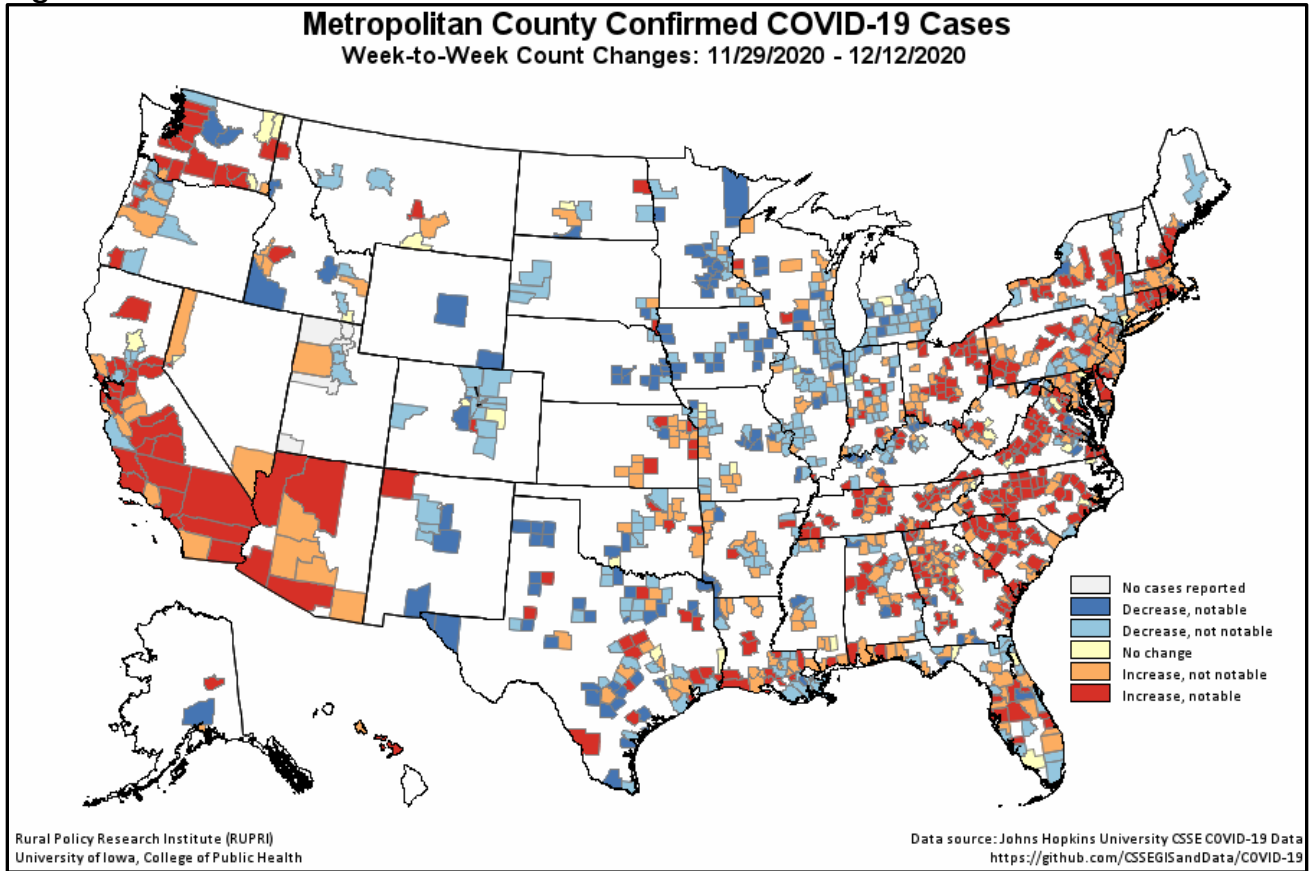 Metropolitan County Confirmed COVID-19 Cases
Week-to-Week Count Changes: 11/29/2020 - 12/12/2020
No cases reported
Decrease, notable
Decrease, not notable
No change
Increase, not notable
Increase, notable
Rural Policy Research Institute (RUPRI)
University of Iowa, College of Public Health
Data source: Johns Hopkins University CSSE COVID-19 Data
https://github.com/CSSEGISandData/COVID-19